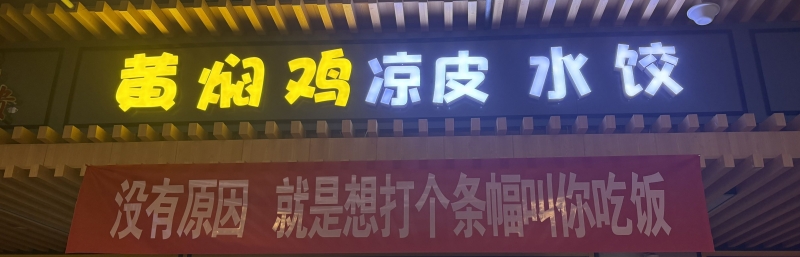 黄焖鸡凉皮 水饺
没有原因 就是想打个条幅叫你吃饭